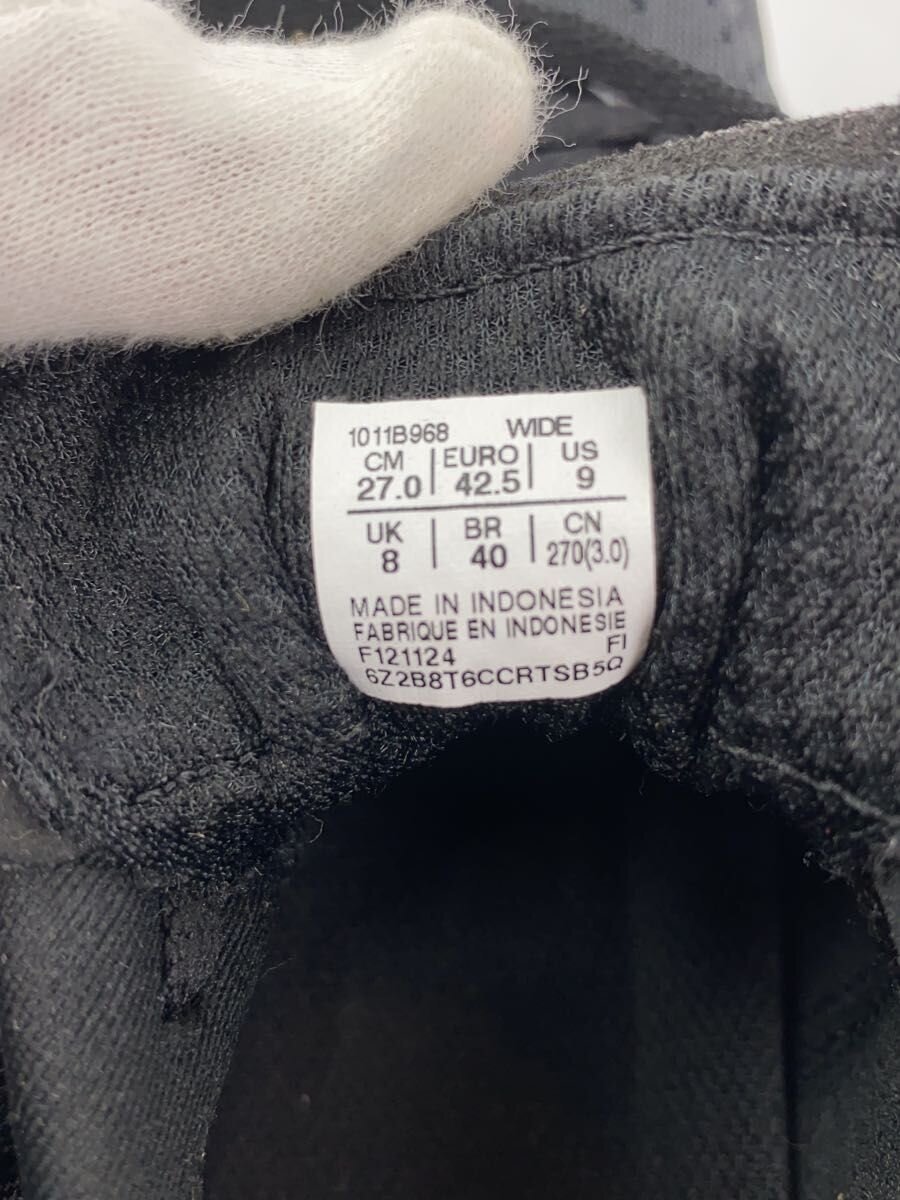 1011B968 WIDE
CM EURO US
27.0 42.5 9
UK BR CN
8 40 270(3.0)
MADE IN INDONESIA
FABRIQUE EN INDONESIE
F121124 FI
6Z2B8T6CCRTSB5Q